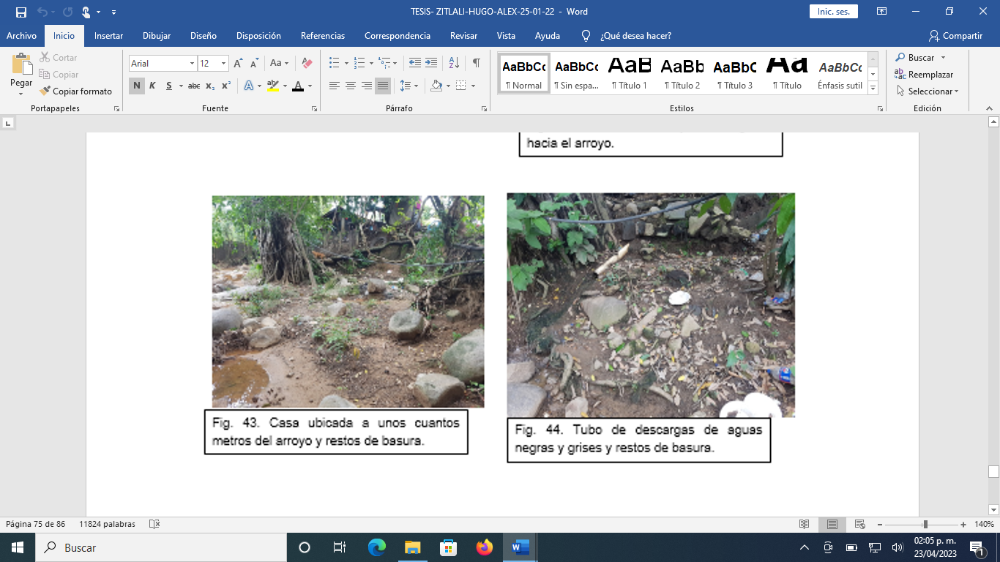 TESIS- ZITLALI-HUGO-ALEX-25-01-22 - Word
Inic. ses.
Archivo Inicio Insertar Dibujar Diseño Disposición Referencias Correspondencia Revisar Vista Ayuda ¿Qué desea hacer? Compartir
Pegar
Cortar
Copiar
Copiar formato
Portapapeles
Arial 12
Fuente
Párrafo
AaBbCc AaBbCc AaB AaBb AaBbC Aa AaBbCc
¶ Normal ¶ Sin espa... ¶ Título 1 ¶ Título 2 ¶ Título 3 ¶ Título Énfasis sutil
Estilos
Buscar
Reemplazar
Seleccionar
Edición
hacia el arroyo.
Fig. 43. Casa ubicada a unos cuantos
metros del arroyo y restos de basura.
Fig. 44. Tubo de descargas de aguas
negras y grises y restos de basura.
Página 75 de 86 11824 palabras 140%
Buscar
02:05 p. m.
23/04/2023
1